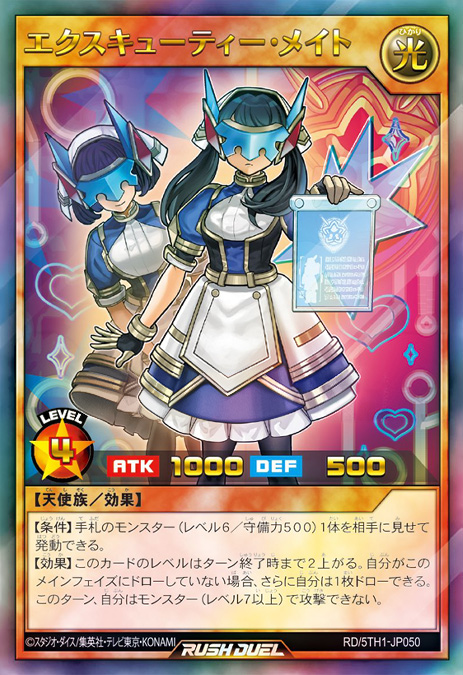 エクスキューティー・メイト
ひかり
光
LEVEL
4
ATK 1000 DEF 500
【天使族／効果】
【条件】手札のモンスター（レベル６／守備力５００）１体を相手に見せて
発動できる。
【効果】このカードのレベルはターン終了時まで２上がる。自分がこの
メインフェイズにドローしていない場合、さらに自分は１枚ドローできる。
このターン、自分はモンスター（レベル７以上）で攻撃できない。
©スタジオ・ダイス/集英社・テレビ東京・KONAMI
RUSH DUEL
RD/5TH1-JP050